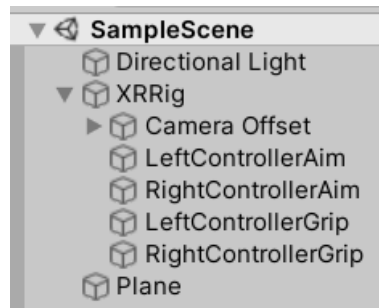 SampleScene
Directional Light
XRRig
Camera Offset
LeftControllerAim
RightControllerAim
LeftControllerGrip
RightControllerGrip
Plane